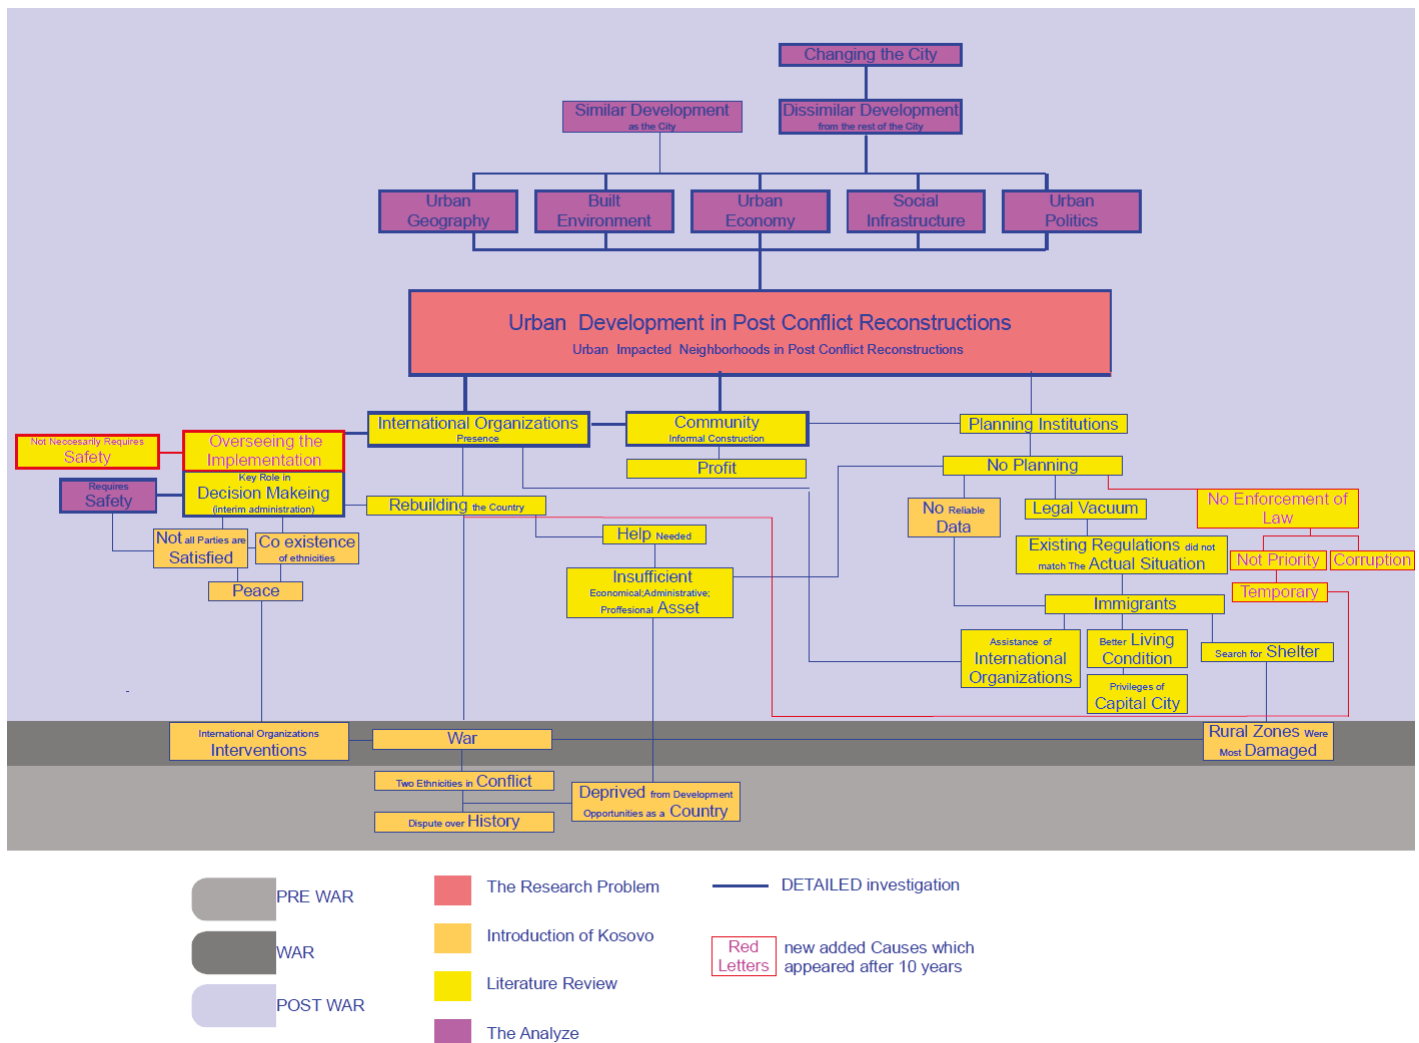 Changing the City
Similar Development
as the City
Dissimilar Development
from the rest of the City
Urban
Geography
Built
Environment
Urban
Economy
Social
Infrastructure
Urban
Politics
Urban Development in Post Conflict Reconstructions
Urban Impacted Neighborhoods in Post Conflict Reconstructions
International Organizations
Presence
Community
Informal Construction
Planning Institutions
Not Neccesarily Requires
Safety
Overseeing the
Implementation
Profit
No Planning
Requires
Safety
Key Role in
Decision Makeing
(interim administration)
Rebuilding the Country
No Reliable
Data
Legal Vacuum
No Enforcement of
Law
Not all Parties are
Satisfied
Co existence
of ethnicities
Help Needed
Existing Regulations did not
match The Actual Situation
Not Priority
Corruption
Peace
Insufficient
Economical;Administrative;
Proffesional Asset
Temporary
Immigrants
Assistance of
International
Organizations
Better Living
Condition
Search for Shelter
Privileges of
Capital City
International Organizations
Interventions
War
Rural Zones Were
Most Damaged
Two Ethnicities in Conflict
Deprived from Development
Opportunities as a Country
Dispute over History
PRE WAR
WAR
POST WAR
The Research Problem
Introduction of Kosovo
Literature Review
The Analyze
DETAILED investigation
Red
Letters
new added Causes which
appeared after 10 years